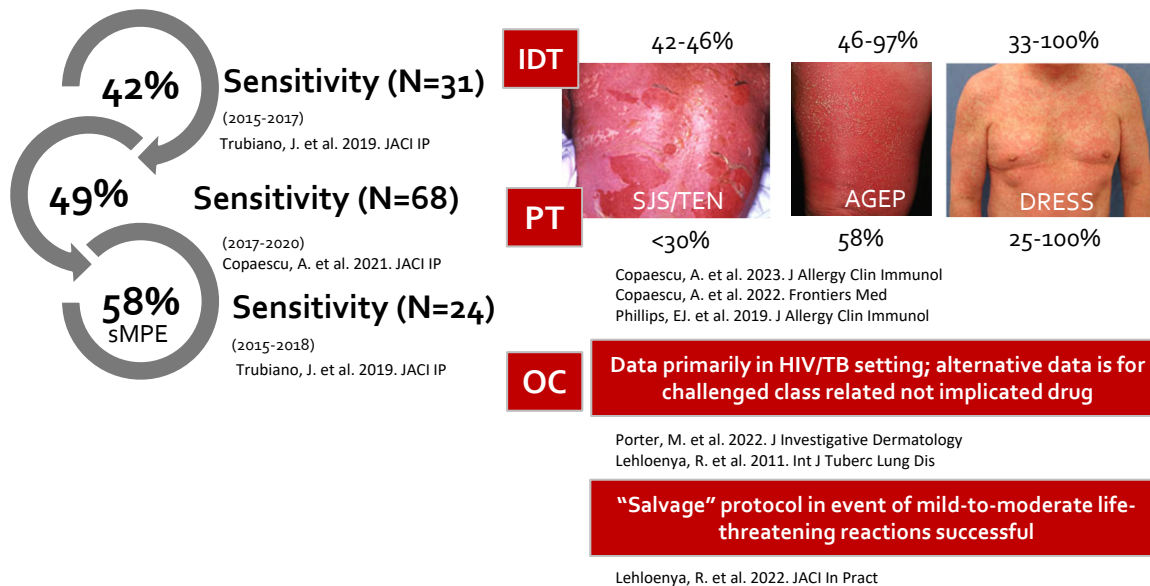 42%
Sensitivity (N=31)
(2015-2017)
Trubiano, J. et al. 2019. JACI IP
49%
Sensitivity (N=68)
(2017-2020)
Copaescu, A. et al. 2021. JACI IP
58%
sMPE
Sensitivity (N=24)
(2015-2018)
Trubiano, J. et al. 2019. JACI IP
IDT
42-46%
46-97%
33-100%
SJS/TEN
AGEP
DRESS
PT
<30%
58%
25-100%
Copaescu, A. et al. 2023. J Allergy Clin Immunol
Copaescu, A. et al. 2022. Frontiers Med
Phillips, EJ. et al. 2019. J Allergy Clin Immunol
OC
Data primarily in HIV/TB setting; alternative data is for
challenged class related not implicated drug
Porter, M. et al. 2022. J Investigative Dermatology
Lehloenya, R. et al. 2011. Int J Tuberc Lung Dis
“Salvage” protocol in event of mild-to-moderate life-
threatening reactions successful
Lehloenya, R. et al. 2022. JACI In Pract